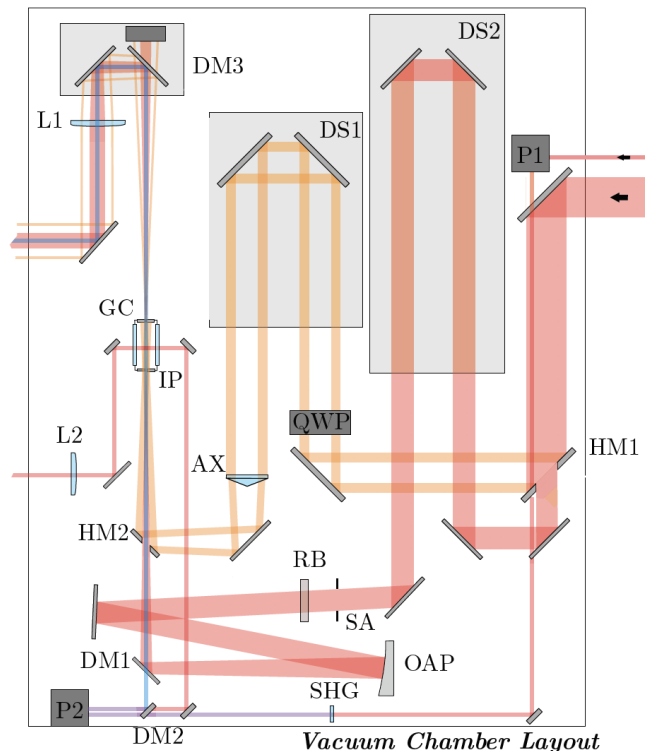 DS2
DM3
DS1
L1
P1
GC
IP
QWP
L2
AX
HM1
HM2
RB
SA
DM1
OAP
SHG
P2
DM2
Vacuum Chamber Layout